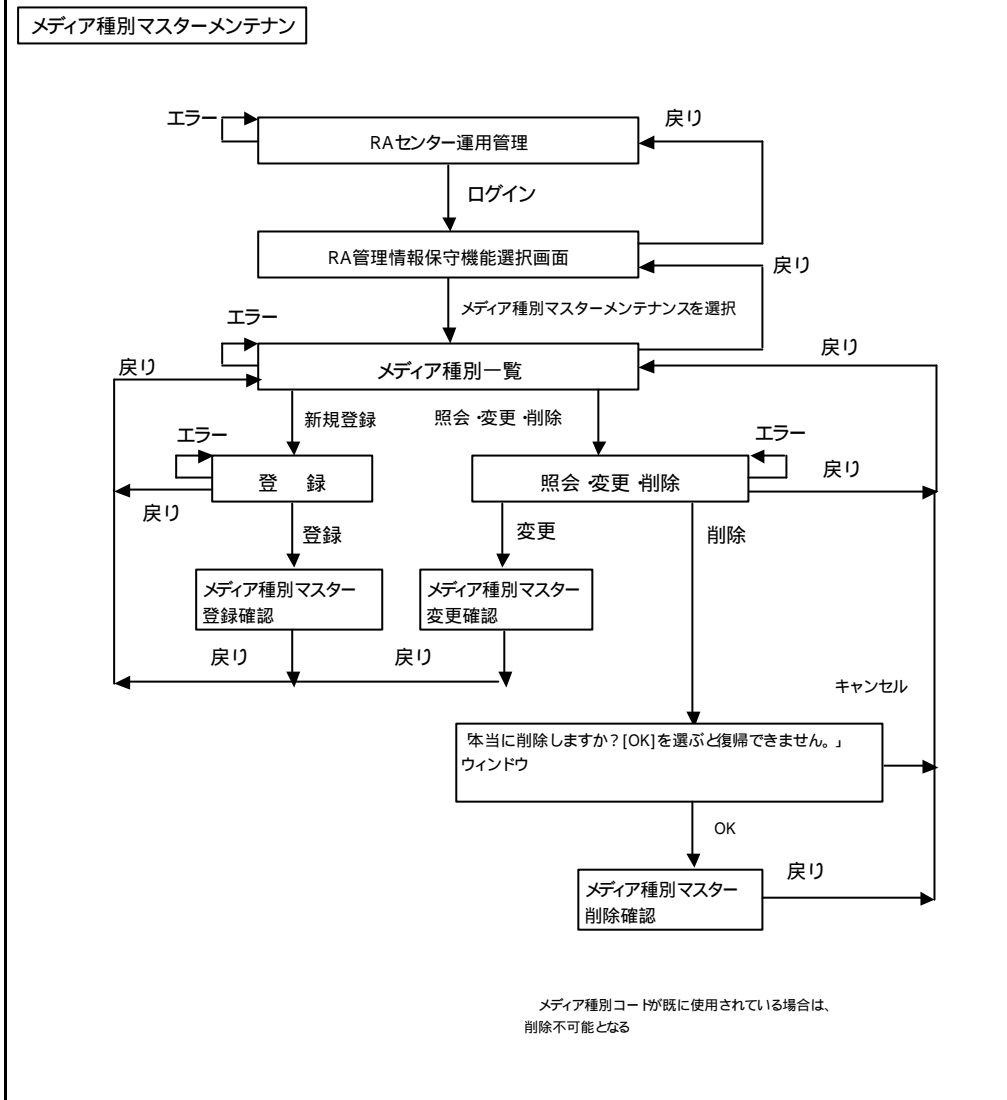 メディア種別マスターメンテナン
エラー
戻り
RAセンター運用管理
ログイン
RA管理情報保守機能選択画面
戻り
メディア種別マスターメンテナンスを選択
エラー
戻り
戻り
メディア種別一覧
新規登録
照会・変更・削除
エラー
エラー
戻り
登 録
照会・変更・削除
戻り
登録
変更
削除
メディア種別マスター
登録確認
メディア種別マスター
変更確認
戻り
戻り
キャンセル
「本当に削除しますか？[OK]を選ぶと復帰できません。」
ウィンドウ
OK
戻り
メディア種別マスター
削除確認
メディア種別コードが既に使用されている場合は、
削除不可能となる